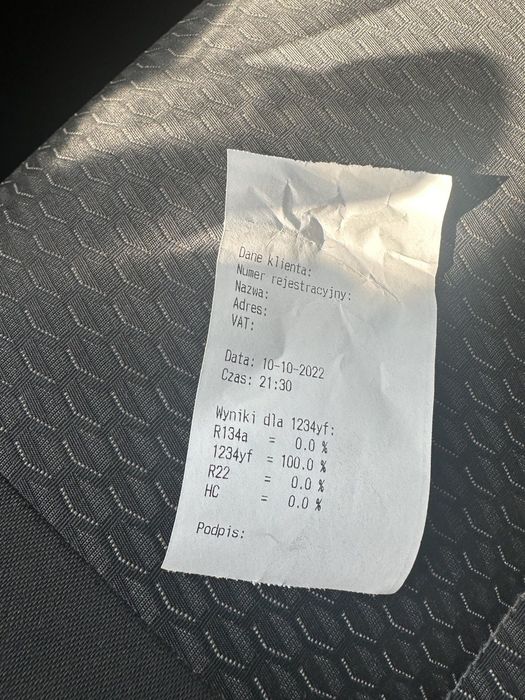 Dane klienta:
Numer rejestracyjny:
Nazwa:
Adres:
VAT:
Data: 10-10-2022
Czas: 21:30
Wyniki dla 1234yf:
R134a = 0.0 %
1234yf = 100.0 %
R22 = 0.0 %
HC = 0.0 %
Podpis: